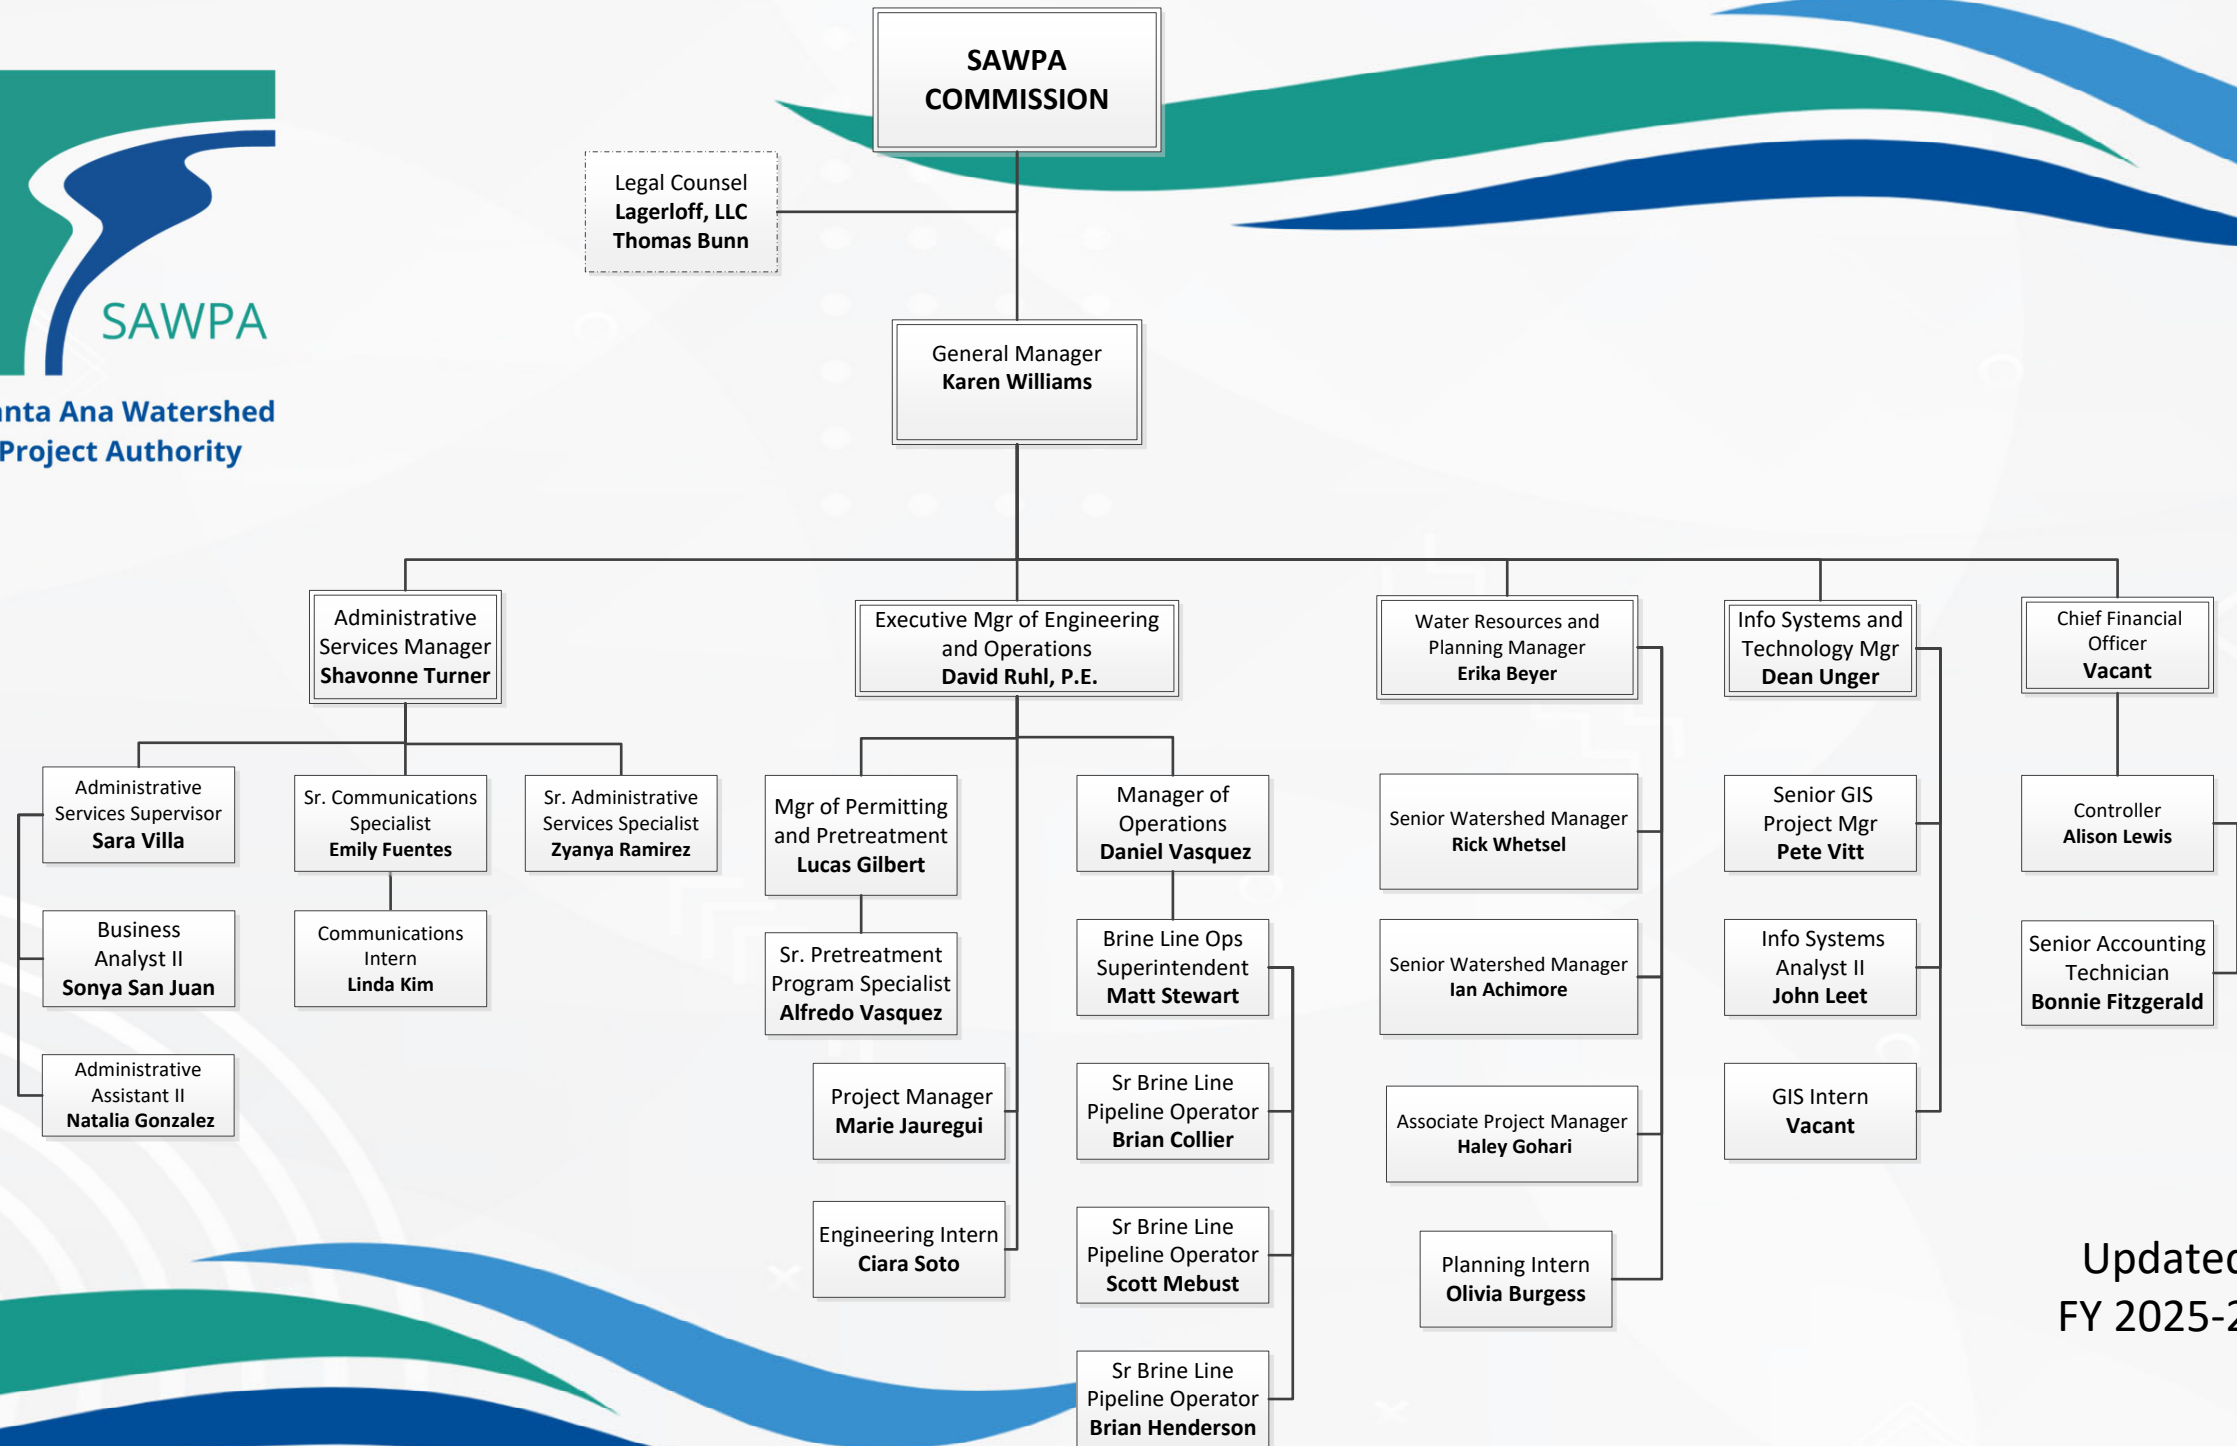 SAWPA
COMMISSION
SAWPA
anta Ana Watershed
Project Authority
Legal Counsel
Lagerloff, LLC
Thomas Bunn
General Manager
Karen Williams
Administrative
Services Manager
Shavonne Turner
Executive Mgr of Engineering
and Operations
David Ruhl, P.E.
Water Resources and
Planning Manager
Erika Beyer
Info Systems and
Technology Mgr
Dean Unger
Chief Financial
Officer
Vacant
Administrative
Services Supervisor
Sara Villa
Sr. Communications
Specialist
Emily Fuentes
Sr. Administrative
Services Specialist
Zyanya Ramirez
Mgr of Permitting
and Pretreatment
Lucas Gilbert
Manager of
Operations
Daniel Vasquez
Senior Watershed Manager
Rick Whetsel
Senior GIS
Project Mgr
Pete Vitt
Controller
Alison Lewis
Business
Analyst II
Sonya San Juan
Communications
Intern
Linda Kim
Sr. Pretreatment
Program Specialist
Alfredo Vasquez
Brine Line Ops
Superintendent
Matt Stewart
Senior Watershed Manager
Ian Achimore
Info Systems
Analyst II
John Leet
Senior Accounting
Technician
Bonnie Fitzgerald
Administrative
Assistant II
Natalia Gonzalez
Project Manager
Marie Jauregui
Sr Brine Line
Pipeline Operator
Brian Collier
Associate Project Manager
Haley Gohari
GIS Intern
Vacant
Engineering Intern
Ciara Soto
Sr Brine Line
Pipeline Operator
Scott Mebust
Planning Intern
Olivia Burgess
Sr Brine Line
Pipeline Operator
Brian Henderson
Updated
FY 2025-2